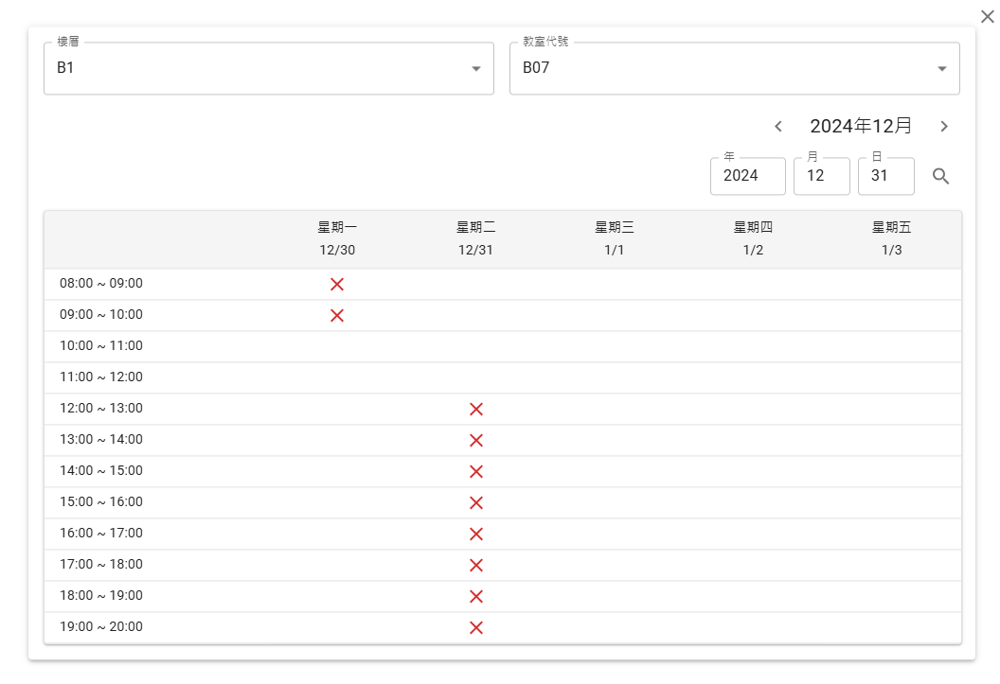 樓層
B1
教室代號
B07
2024年12月
年
2024
月
12
日
31
星期一 星期二 星期三 星期四 星期五
12/30 12/31 1/1 1/2 1/3
08:00 ~ 09:00
09:00 ~ 10:00
10:00 ~ 11:00
11:00 ~ 12:00
12:00 ~ 13:00
13:00 ~ 14:00
14:00 ~ 15:00
15:00 ~ 16:00
16:00 ~ 17:00
17:00 ~ 18:00
18:00 ~ 19:00
19:00 ~ 20:00